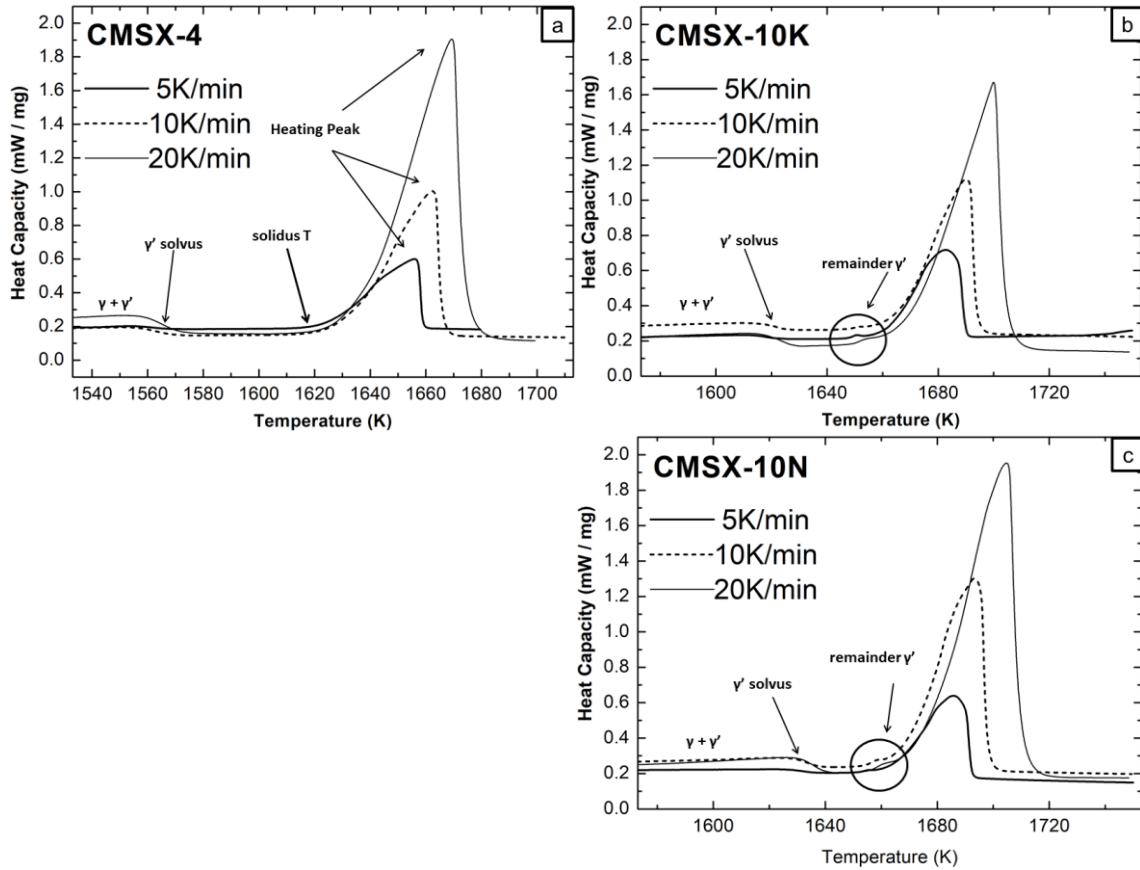 a
CMSX-4
5K/min
10K/min
20K/min
Heating Peak
γ' solvus
solidus T
γ + γ'
Heat Capacity (mW / mg)
2.0
1.8
1.6
1.4
1.2
1.0
0.8
0.6
0.4
0.2
0.0
1540 1560 1580 1600 1620 1640 1660 1680 1700
Temperature (K)
b
CMSX-10K
5K/min
10K/min
20K/min
γ' solvus
remainder γ'
γ + γ'
Heat Capacity (mW / mg)
2.0
1.8
1.6
1.4
1.2
1.0
0.8
0.6
0.4
0.2
0.0
1600 1640 1680 1720
Temperature (K)
c
CMSX-10N
5K/min
10K/min
20K/min
remainder γ'
γ' solvus
γ + γ'
Heat Capacity (mW / mg)
2.0
1.8
1.6
1.4
1.2
1.0
0.8
0.6
0.4
0.2
0.0
1600 1640 1680 1720
Temperature (K)